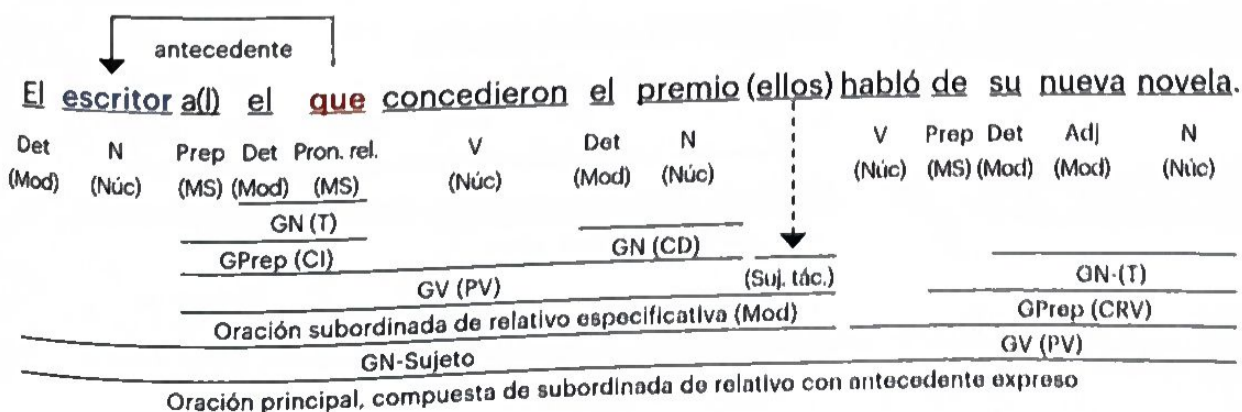 antecedente
El escritor a(l) el que concedieron el premio (ellos) habló de su nueva novela.
Det N Prep Det Pron. rel. V Det N V Prep Det Adj N
(Mod) (Núc) (MS) (Mod) (MS) (Núc) (Mod) (Núc) (Núc) (MS) (Mod) (Mod) (Núc)
GN (T)
GPrep (CI) GN (CD)
GV (PV) (Suj. tác.) GN (T)
Oración subordinada de relativo especificativa (Mod) GPrep (CRV)
GN-Sujeto GV (PV)
Oración principal, compuesta de subordinada de relativo con antecedente expreso